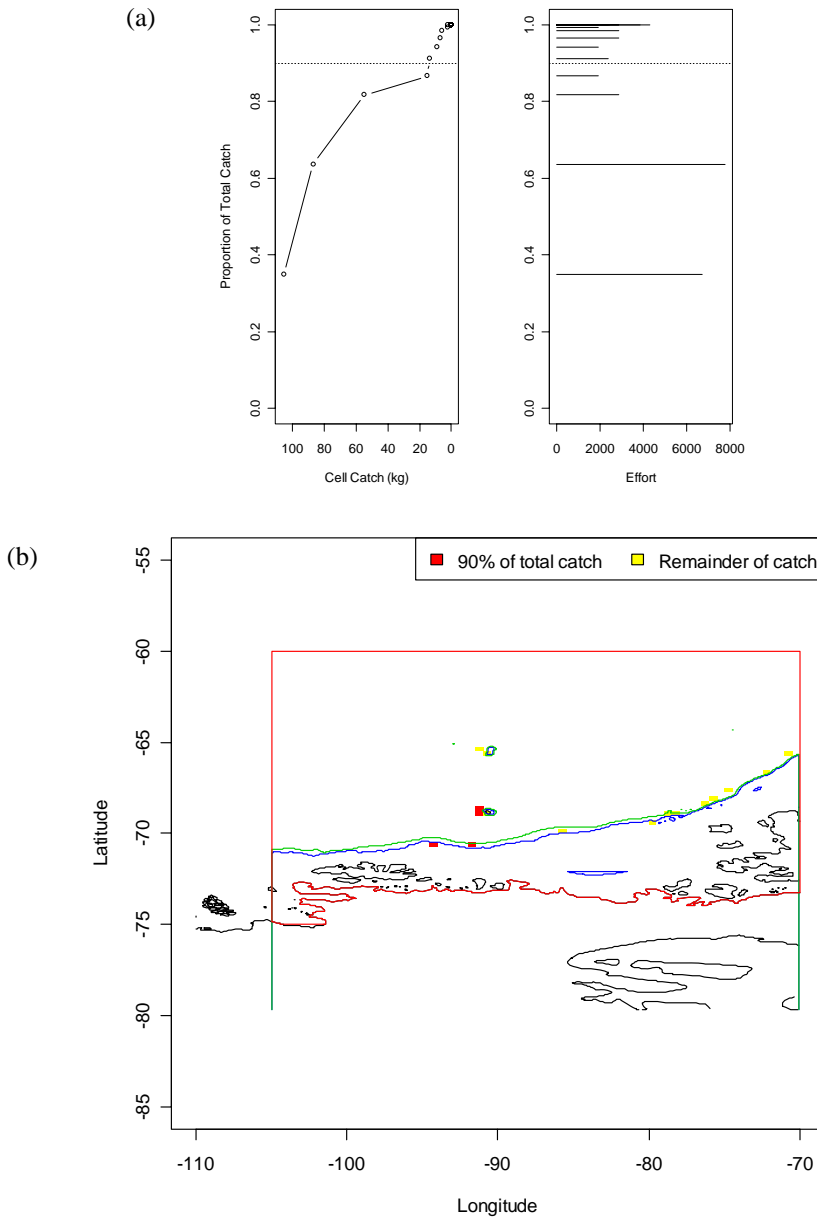 (a)
Proportion of Total Catch
1.0
0.8
0.6
0.4
0.2
0.0
100 80 60 40 20 0
Cell Catch (kg)
1.0
0.8
0.6
0.4
0.2
0.0
0 2000 4000 6000 8000
Effort
(b)
90% of total catch Remainder of catch
Latitude
-55
-60
-65
-70
-75
-80
-85
-110 -100 -90 -80 -70
Longitude